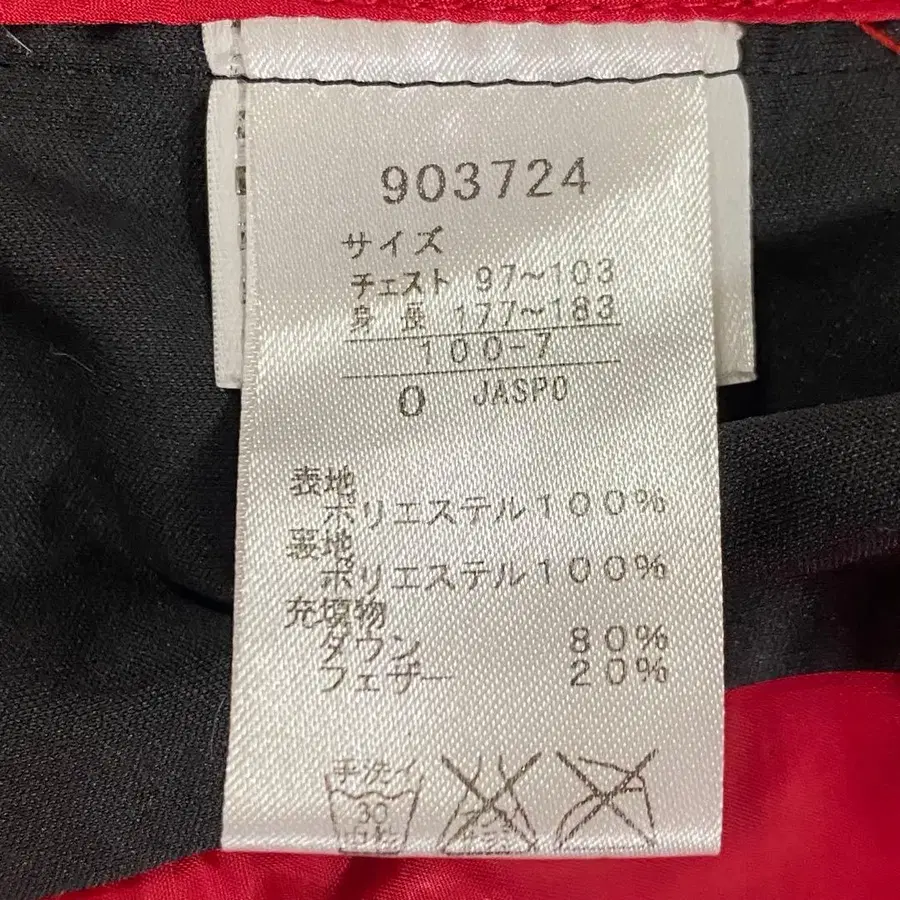 903724
サイズ
チェスト 97~103
身長 177~183
100-7
O JASPO
表地
ポリエステル100%
裏地
ポリエステル100%
充填物
ダウン 80%
フェザー 20%
手洗イ
30
中性